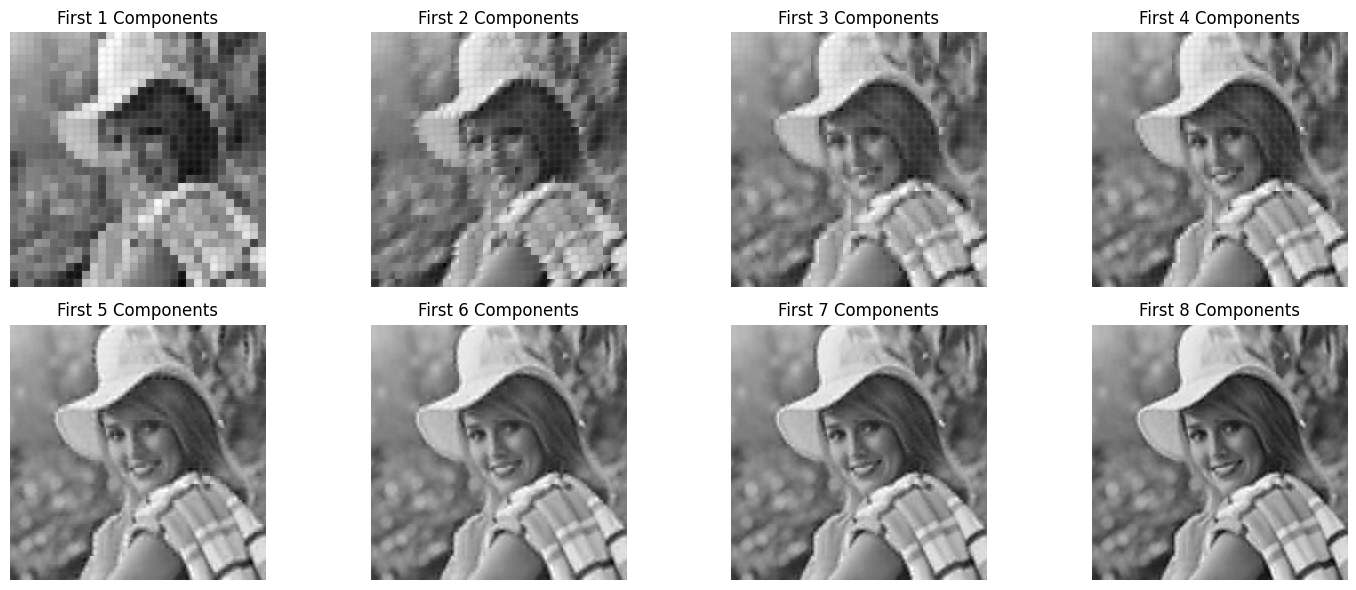 First 1 Components
First 2 Components
First 3 Components
First 4 Components
First 5 Components
First 6 Components
First 7 Components
First 8 Components